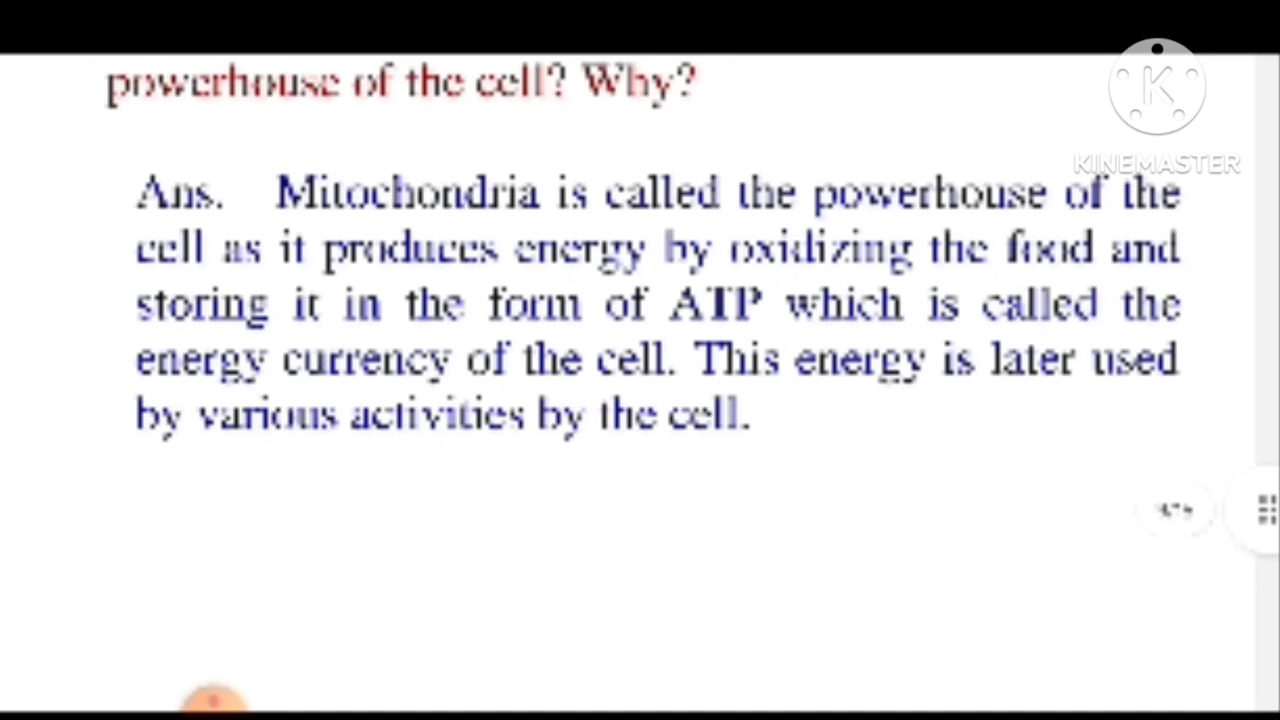 powerhouse of the cell? Why?
KINEMASTER
Ans. Mitochondria is called the powerhouse of the
cell as it produces energy by oxidizing the food and
storing it in the form of ATP which is called the
energy currency of the cell. This energy is later used
by various activities by the cell.